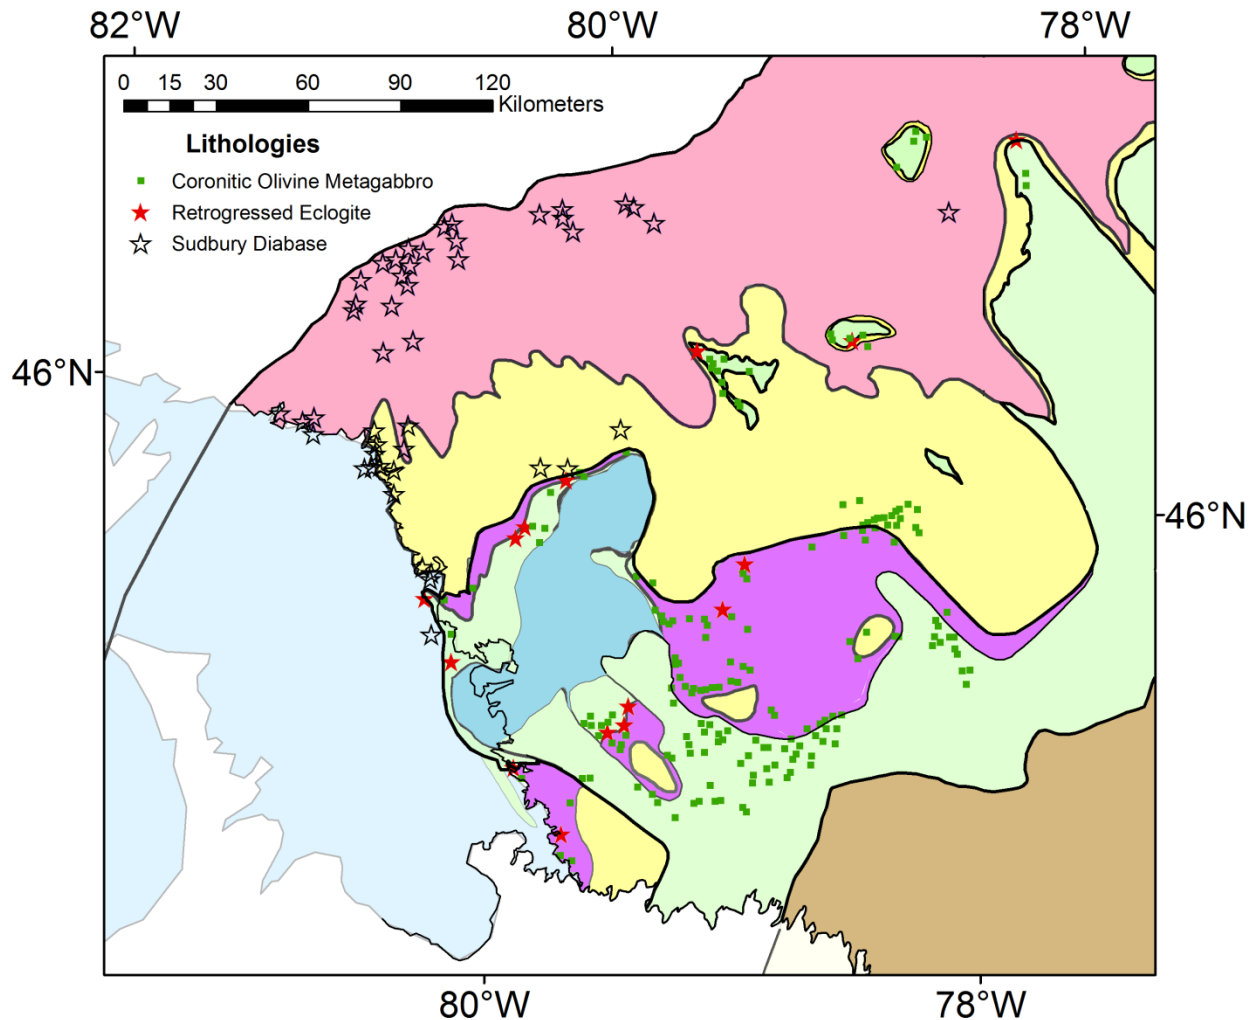 82°W 80°W 78°W
0 15 30 60 90 120
Kilometers
Lithologies
Coronitic Olivine Metagabbro
Retrogressed Eclogite
Sudbury Diabase
46°N
46°N
80°W 78°W